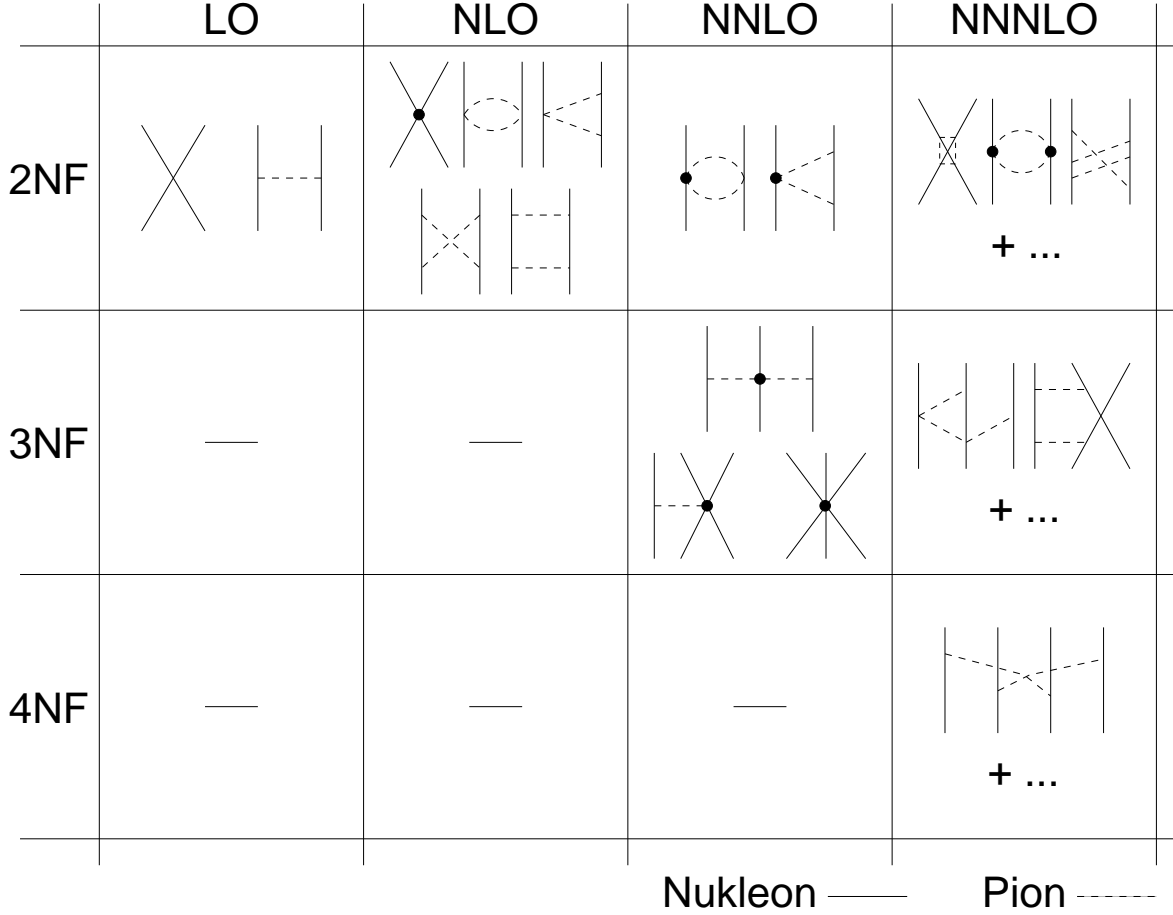 LO NLO NNLO NNNLO
2NF
+ ...
3NF
+ ...
4NF
+ ...
Nukleon Pion